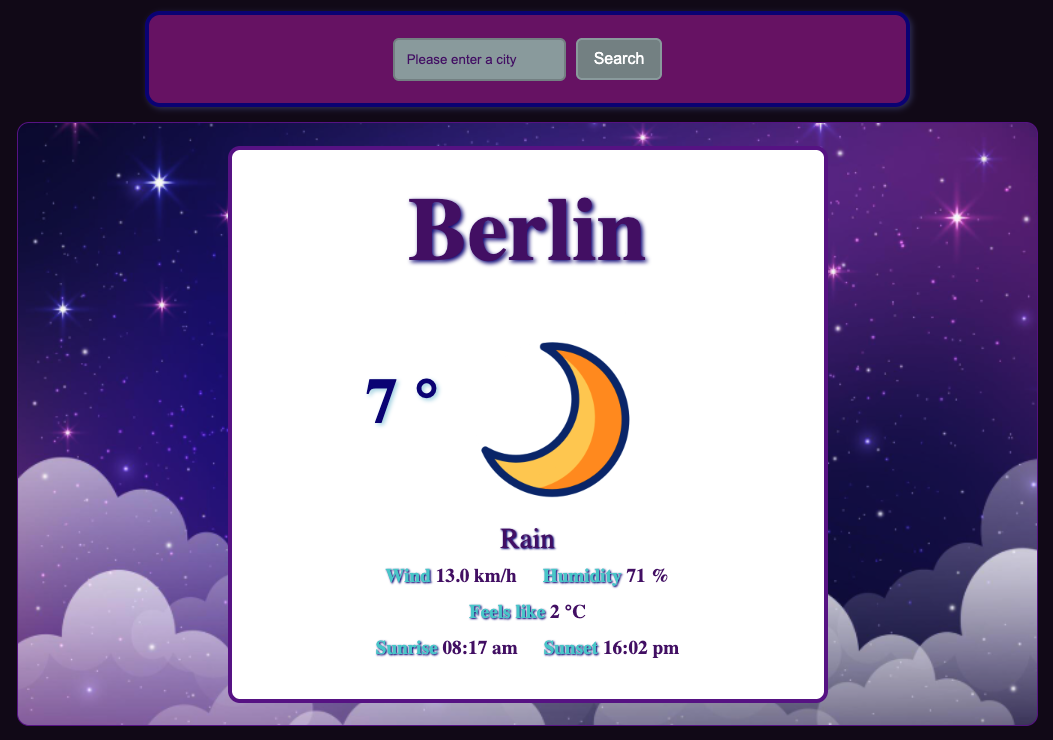 Please enter a city Search
Berlin
7 °
Rain
Wind 13.0 km/h Humidity 71 %
Feels like 2 °C
Sunrise 08:17 am Sunset 16:02 pm